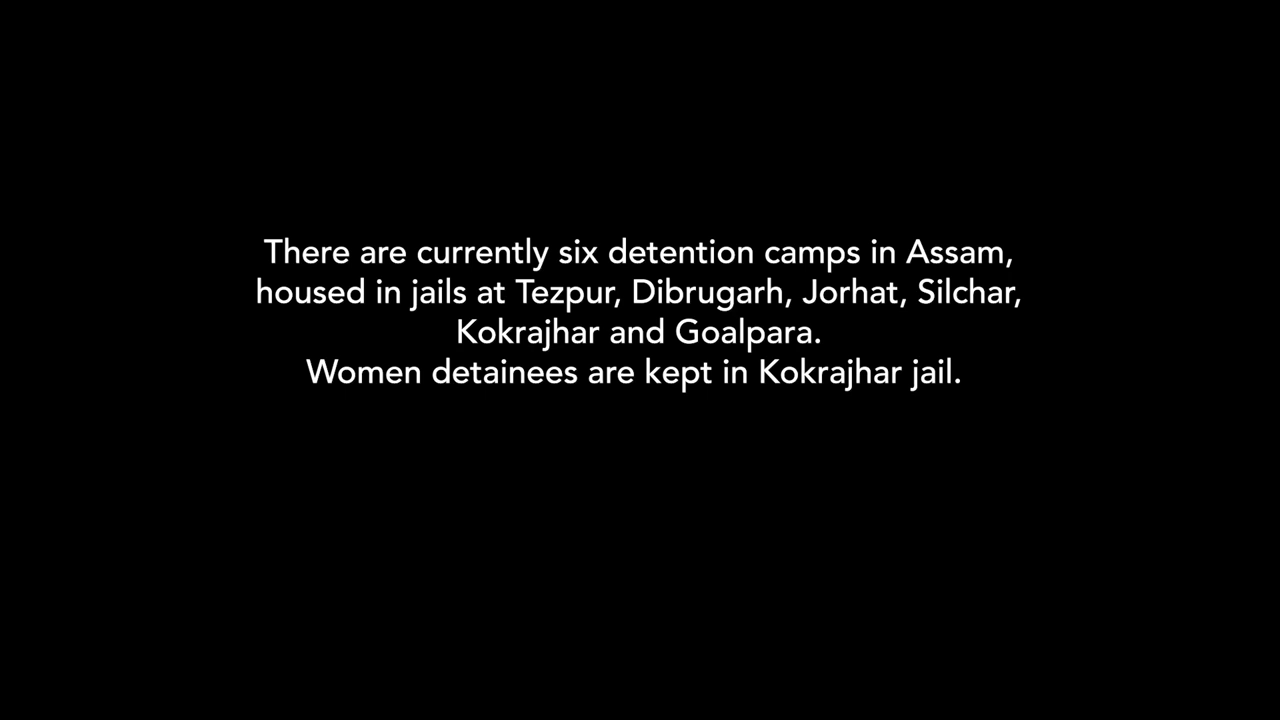 There are currently six detention camps in Assam,
housed in jails at Tezpur, Dibrugarh, Jorhat, Silchar,
Kokrajhar and Goalpara.
Women detainees are kept in Kokrajhar jail.